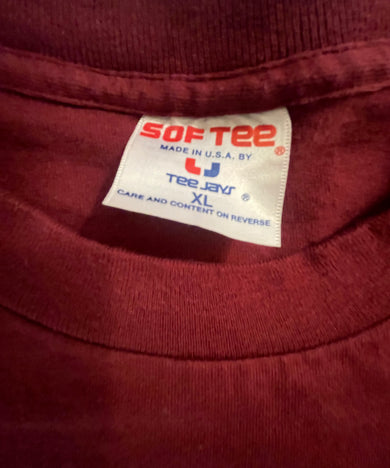 SOFTEE®
MADE IN U.S.A. BY
TEE JAYS®
XL
CARE AND CONTENT ON REVERSE